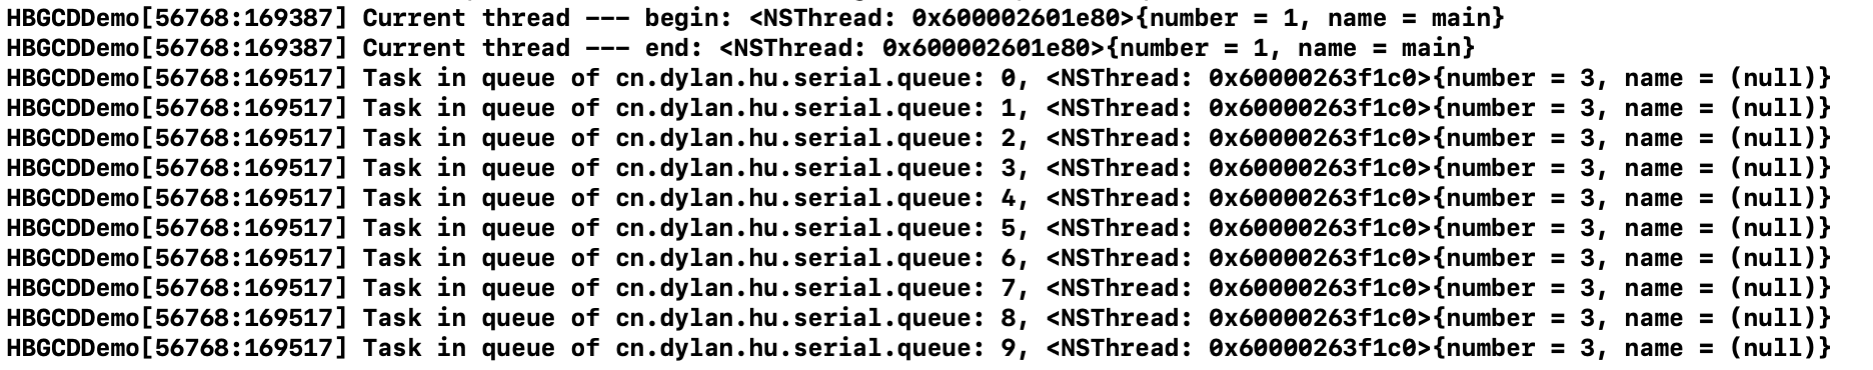 HBGCDDemo[56768:169387] Current thread --- begin: <NSThread: 0x600002601e80>{number = 1, name = main}
HBGCDDemo[56768:169387] Current thread --- end: <NSThread: 0x600002601e80>{number = 1, name = main}
HBGCDDemo[56768:169517] Task in queue of cn.dylan.hu.serial.queue: 0, <NSThread: 0x60000263f1c0>{number = 3, name = (null)}
HBGCDDemo[56768:169517] Task in queue of cn.dylan.hu.serial.queue: 1, <NSThread: 0x60000263f1c0>{number = 3, name = (null)}
HBGCDDemo[56768:169517] Task in queue of cn.dylan.hu.serial.queue: 2, <NSThread: 0x60000263f1c0>{number = 3, name = (null)}
HBGCDDemo[56768:169517] Task in queue of cn.dylan.hu.serial.queue: 3, <NSThread: 0x60000263f1c0>{number = 3, name = (null)}
HBGCDDemo[56768:169517] Task in queue of cn.dylan.hu.serial.queue: 4, <NSThread: 0x60000263f1c0>{number = 3, name = (null)}
HBGCDDemo[56768:169517] Task in queue of cn.dylan.hu.serial.queue: 5, <NSThread: 0x60000263f1c0>{number = 3, name = (null)}
HBGCDDemo[56768:169517] Task in queue of cn.dylan.hu.serial.queue: 6, <NSThread: 0x60000263f1c0>{number = 3, name = (null)}
HBGCDDemo[56768:169517] Task in queue of cn.dylan.hu.serial.queue: 7, <NSThread: 0x60000263f1c0>{number = 3, name = (null)}
HBGCDDemo[56768:169517] Task in queue of cn.dylan.hu.serial.queue: 8, <NSThread: 0x60000263f1c0>{number = 3, name = (null)}
HBGCDDemo[56768:169517] Task in queue of cn.dylan.hu.serial.queue: 9, <NSThread: 0x60000263f1c0>{number = 3, name = (null)}